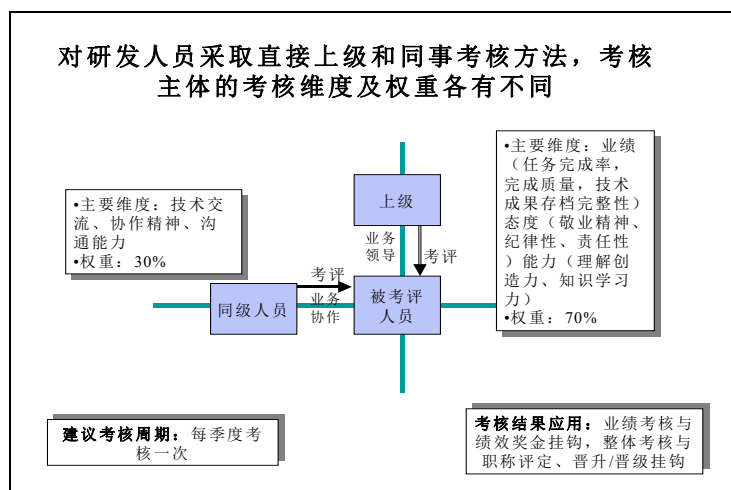 对研发人员采取直接上级和同事考核方法，考核
主体的考核维度及权重各有不同
•主要维度：技术交
流、协作精神、沟
通能力
•权重：30%
上级
•主要维度：业绩
（任务完成率，
完成质量，技术
成果存档完整性）
态度（敬业精神、
纪律性、责任性
）能力（理解创
造力、知识学习
力）
•权重：70%
业务
领导
考评
考评
同级人员
业务
协作
被考评
人员
建议考核周期：每季度考
核一次
考核结果应用：业绩考核与
绩效奖金挂钩，整体考核与
职称评定、晋升/晋级挂钩